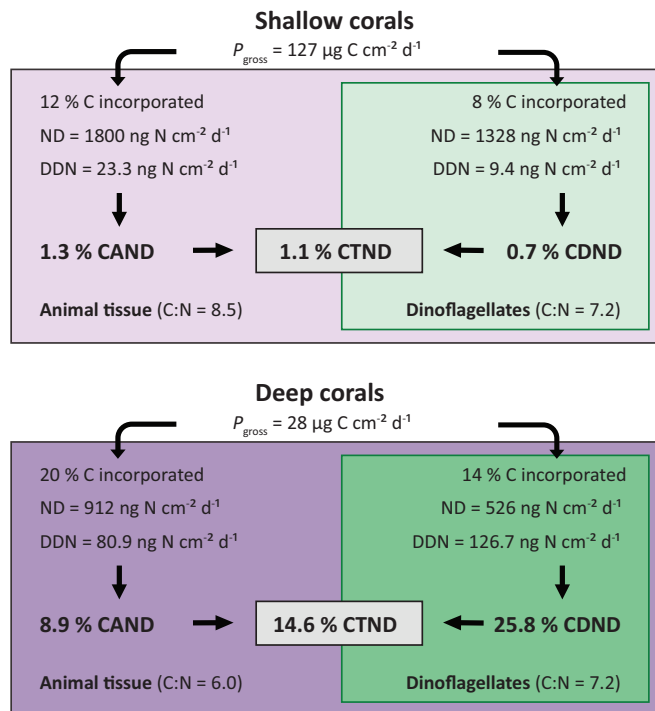 Shallow corals
P_gross = 127 µg C cm⁻² d⁻¹
12 % C incorporated
ND = 1800 ng N cm⁻² d⁻¹
DDN = 23.3 ng N cm⁻² d⁻¹
8 % C incorporated
ND = 1328 ng N cm⁻² d⁻¹
DDN = 9.4 ng N cm⁻² d⁻¹
1.3 % CAND
1.1 % CTND
0.7 % CDND
Animal tissue (C:N = 8.5)
Dinoflagellates (C:N = 7.2)
Deep corals
P_gross = 28 µg C cm⁻² d⁻¹
20 % C incorporated
ND = 912 ng N cm⁻² d⁻¹
DDN = 80.9 ng N cm⁻² d⁻¹
14 % C incorporated
ND = 526 ng N cm⁻² d⁻¹
DDN = 126.7 ng N cm⁻² d⁻¹
8.9 % CAND
14.6 % CTND
25.8 % CDND
Animal tissue (C:N = 6.0)
Dinoflagellates (C:N = 7.2)